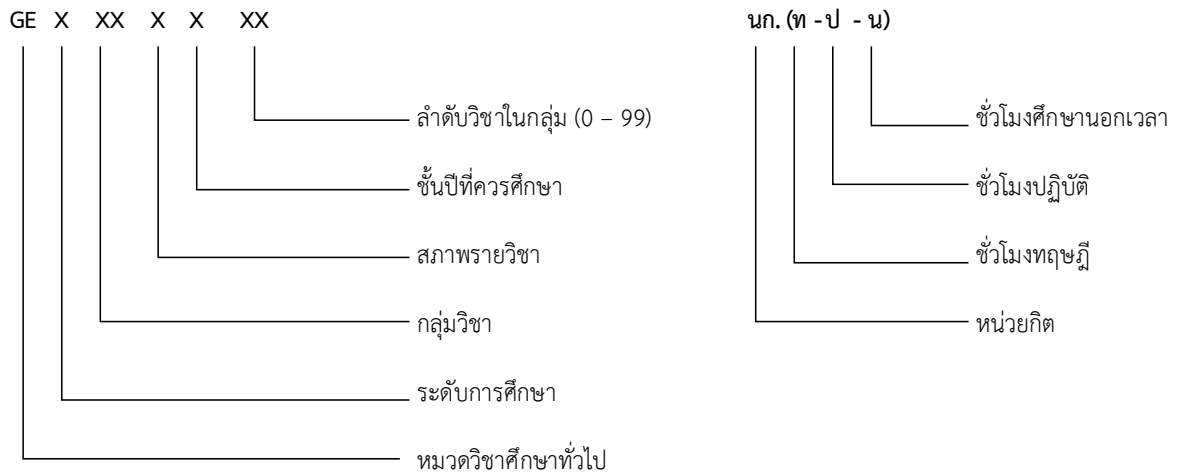 GE X XX X X XX นก. (ท - ป - น)
ลำดับวิชาในกลุ่ม (0 – 99) ชั่วโมงศึกษานอกเวลา
ชั้นปีที่ควรศึกษา ชั่วโมงปฏิบัติ
สภาพรายวิชา ชั่วโมงทฤษฎี
กลุ่มวิชา หน่วยกิต
ระดับการศึกษา
หมวดวิชาศึกษาทั่วไป